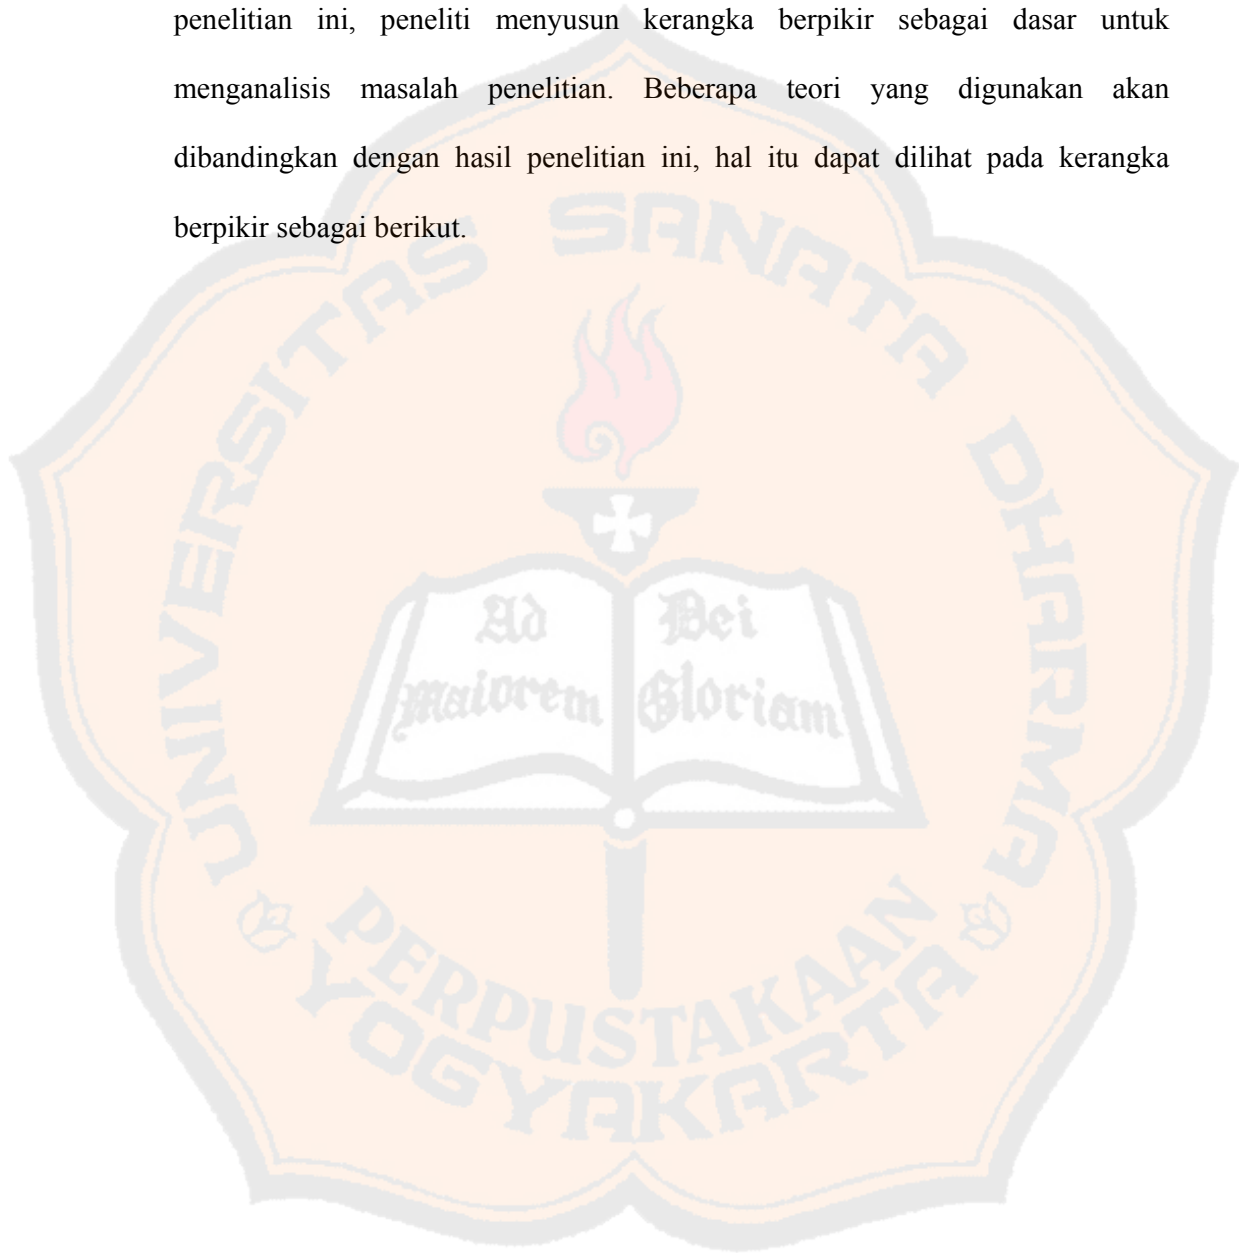 penelitian ini, peneliti menyusun kerangka berpikir sebagai dasar untuk
menganalisis masalah penelitian. Beberapa teori yang digunakan akan
dibandingkan dengan hasil penelitian ini, hal itu dapat dilihat pada kerangka
berpikir sebagai berikut.
UNIVERSITAS SANATA DHARMA
Ad Dei
Maiorem Gloriam
PERPUSTAKAAN
YOGYAKARTA